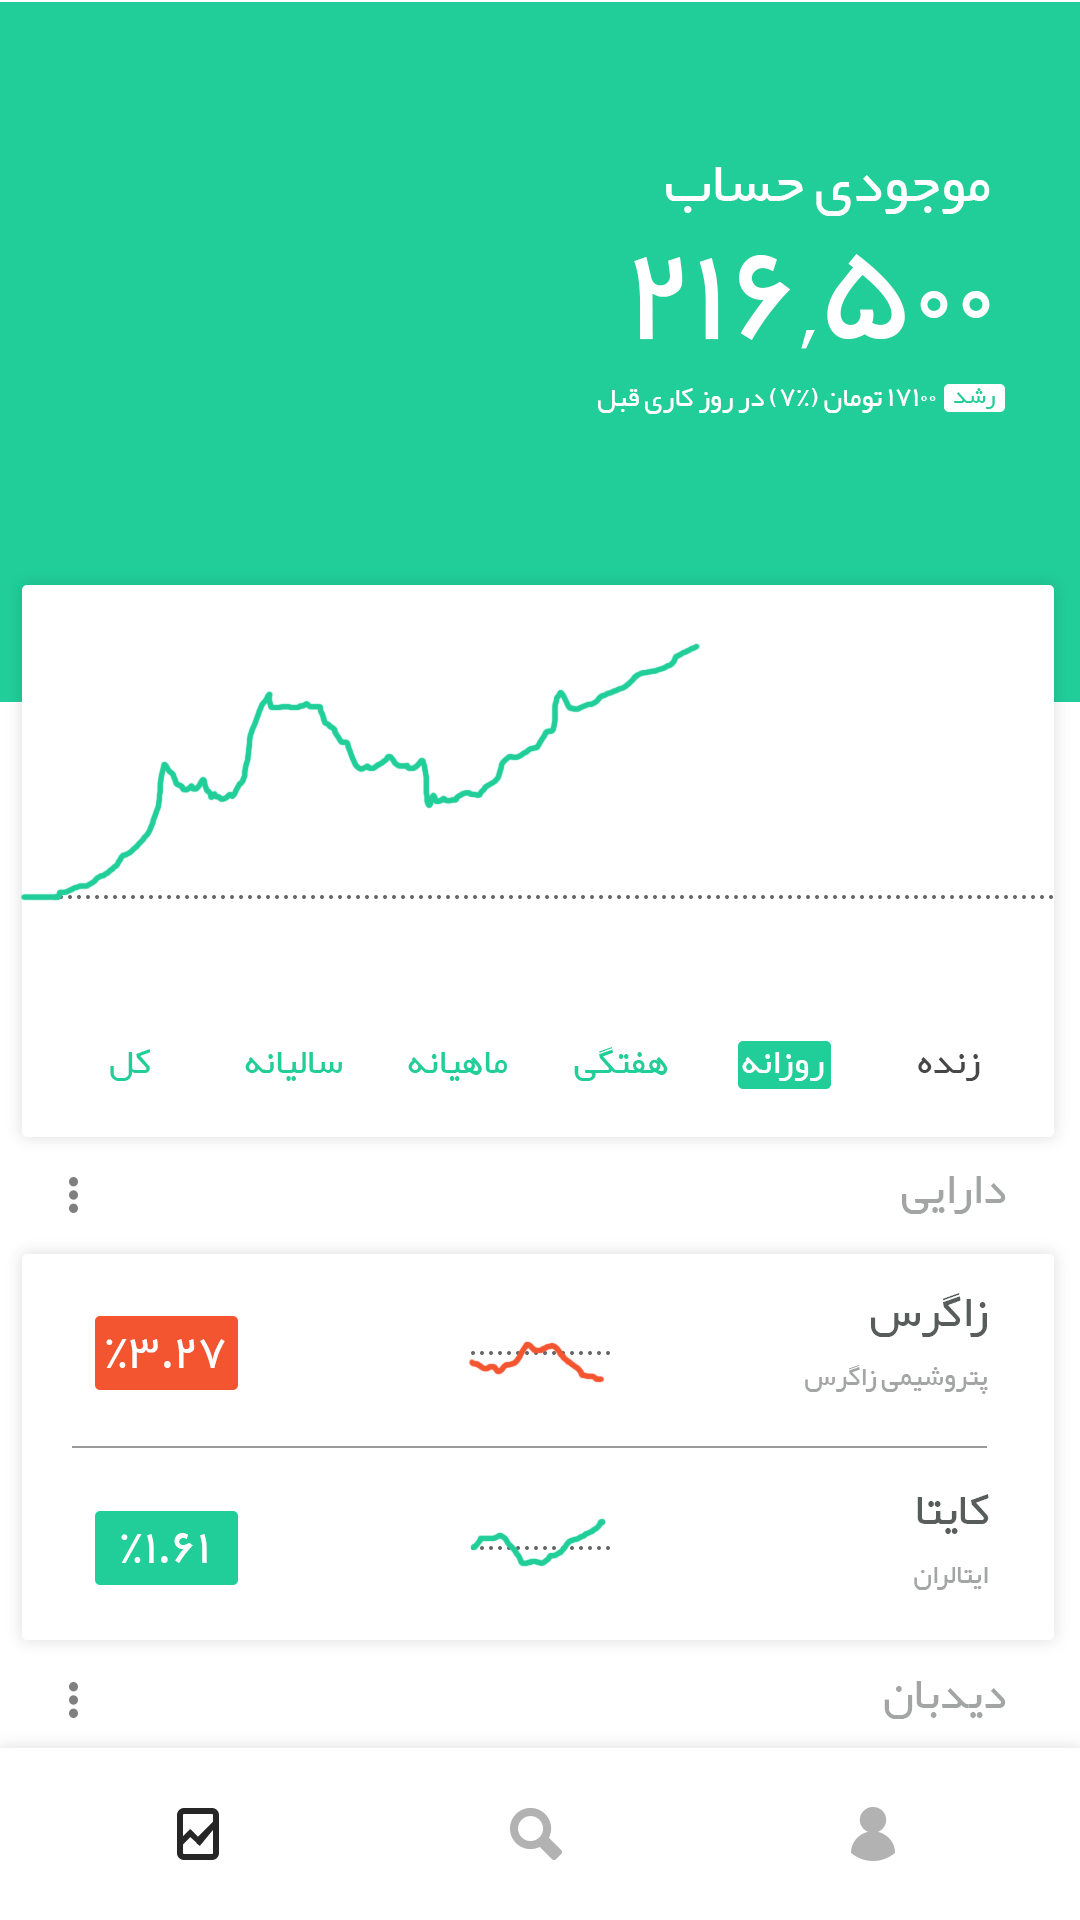 موجودی حساب
۲۱۶,۵۰۰
رشد ۱۷۱۰۰ تومان (۷٪) در روز کاری قبل
زنده روزانه هفتگی ماهیانه سالیانه کل
دارایی
زاگرس
پتروشیمی زاگرس
٪۳.۲۷
کاپتا
ایتالران
٪۱.۶۱
دیدبان